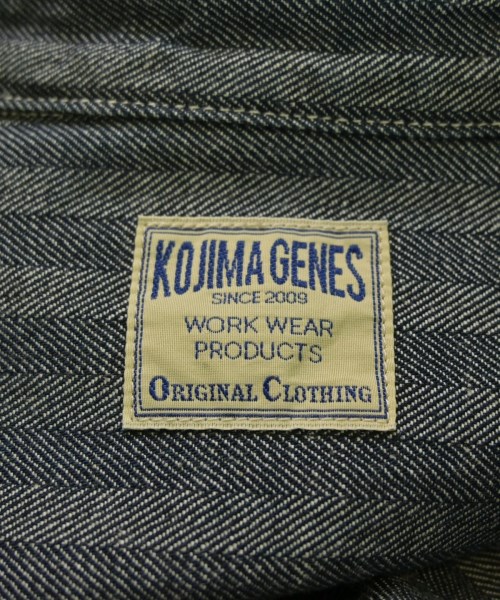 KOJIMA GENES
SINCE 2009
WORK WEAR
PRODUCTS
ORIGINAL CLOTHING